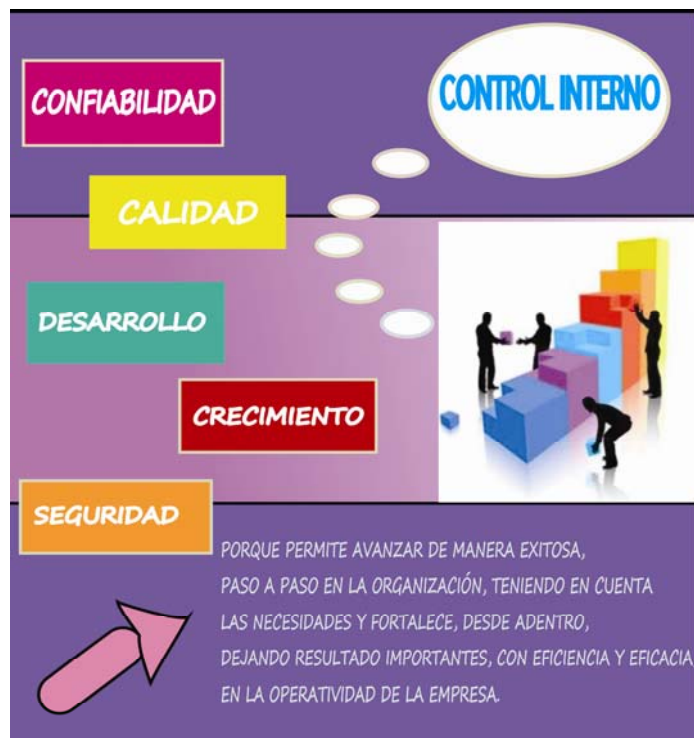 CONFIABILIDAD
CONTROL INTERNO
CALIDAD
DESARROLLO
CRECIMIENTO
SEGURIDAD
PORQUE PERMITE AVANZAR DE MANERA EXITOSA,
PASO A PASO EN LA ORGANIZACIÓN, TENIENDO EN CUENTA
LAS NECESIDADES Y FORTALECE, DESDE ADENTRO,
DEJANDO RESULTADO IMPORTANTES, CON EFICIENCIA Y EFICACIA
EN LA OPERATIVIDAD DE LA EMPRESA.